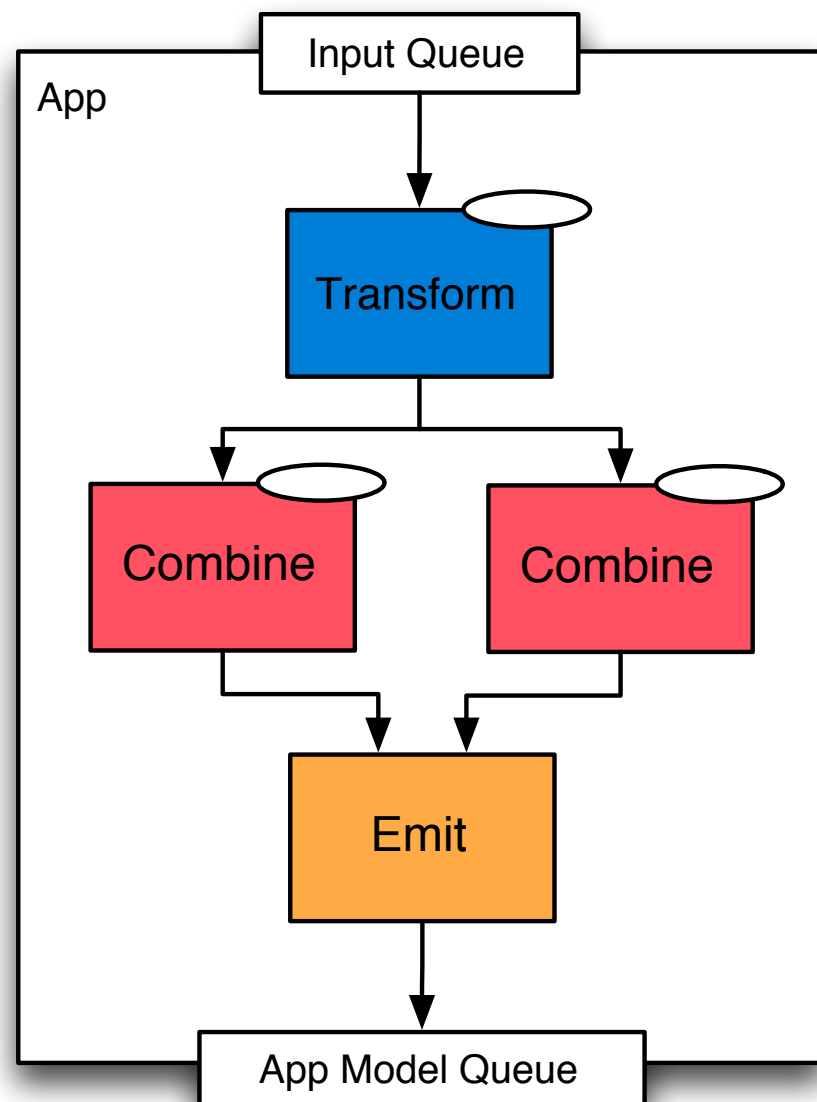 Input Queue
App
Transform
Combine
Combine
Emit
App Model Queue